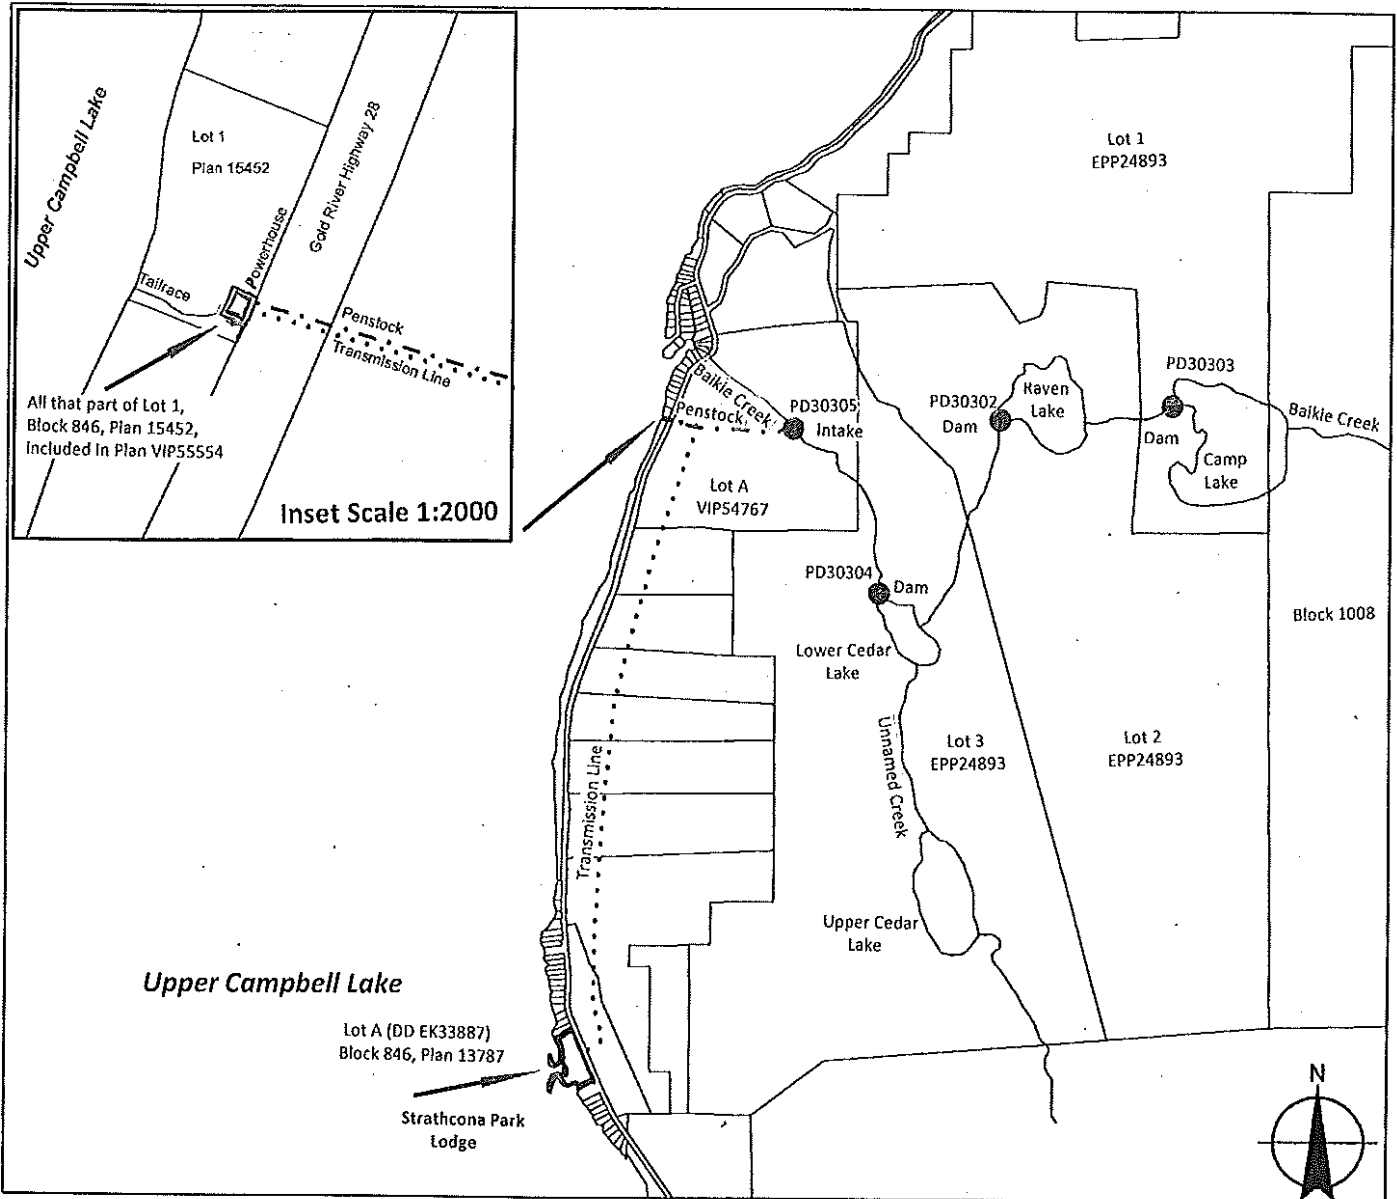 Upper Campbell Lake
Lot 1
Plan 15452
Gold River Highway 28
Powerhouse
Tailrace
Penstock
Transmission Line
All that part of Lot 1,
Block 846, Plan 15452,
included in Plan VIP55554
Inset Scale 1:2000
Lot 1
EPP24893
PD30303
Dam
Camp
Lake
Baikie Creek
Raven
Lake
PD30302
Dam
Baikie Creek
Penstock
PD30305
Intake
Lot A
VIP54767
PD30304
Dam
Lower Cedar
Lake
Block 1008
Unnamed Creek
Lot 3
EPP24893
Lot 2
EPP24893
Transmission Line
Upper Cedar
Lake
Upper Campbell Lake
Lot A (DD EK33887)
Block 846, Plan 13787
Strathcona Park
Lodge
N